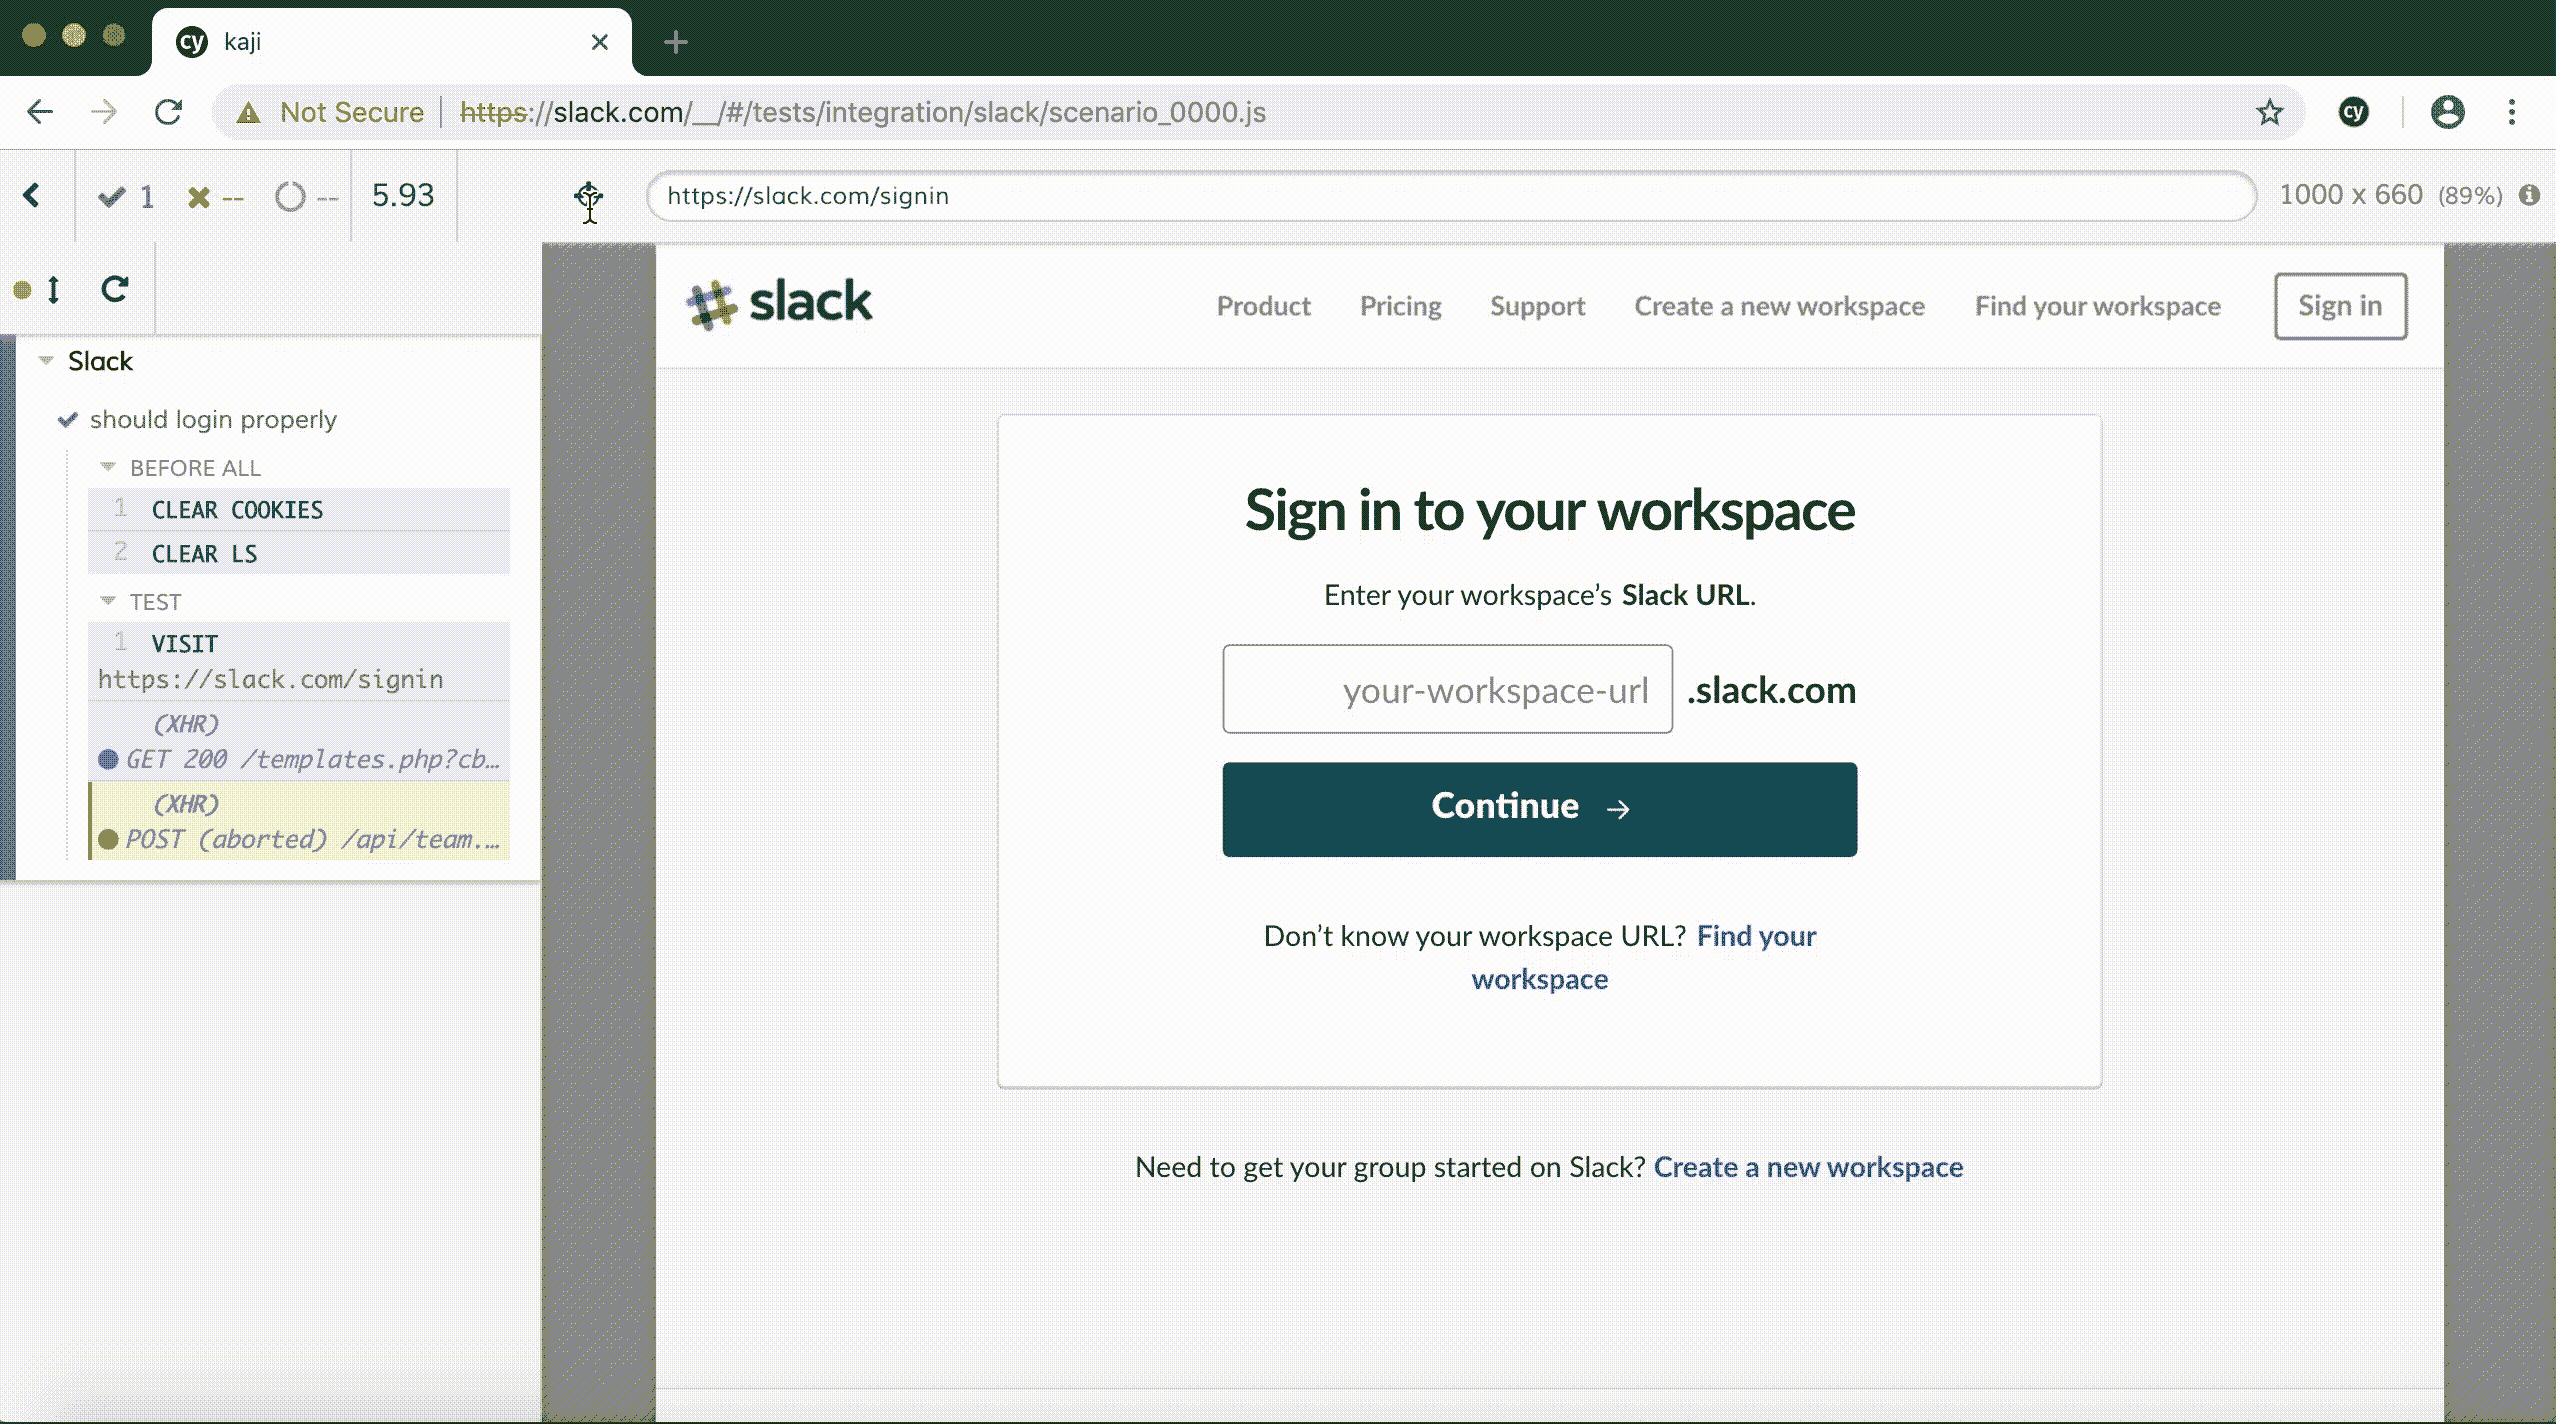 cy kaji
Not Secure https://slack.com/__/#/tests/integration/slack/scenario_0000.js cy
1 -- -- 5.93 https://slack.com/signin 1000 x 660 (89%)
slack Product Pricing Support Create a new workspace Find your workspace Sign in
Slack
should login properly
BEFORE ALL
1 CLEAR COOKIES
2 CLEAR LS
TEST
1 VISIT
https://slack.com/signin
(XHR)
GET 200 /templates.php?cb…
(XHR)
POST (aborted) /api/team.…
Sign in to your workspace
Enter your workspace’s Slack URL.
your-workspace-url .slack.com
Continue →
Don’t know your workspace URL? Find your
workspace
Need to get your group started on Slack? Create a new workspace